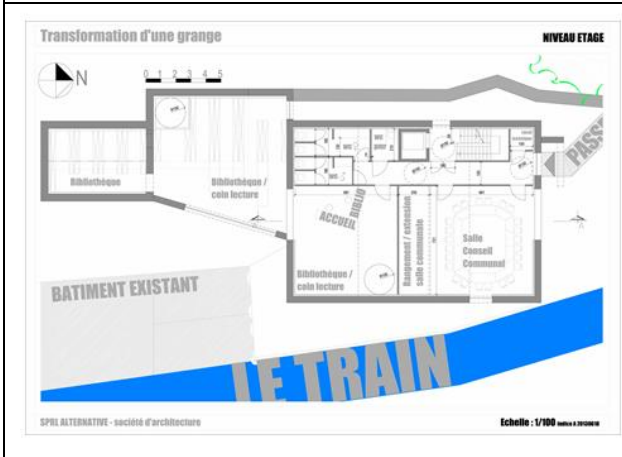 Transformation d'une grange
NIVEAU ETAGE
N
0 1 2 3 4 5
PASS
Bibliothèque
Bibliothèque /
coin lecture
ACCUEIL
BIBLIO
Rangement / extension
salle communale
Salle
Conseil
Communal
Bibliothèque /
coin lecture
BATIMENT EXISTANT
LE TRAIN
SPRL ALTERNATIVE - société d'architecture
Echelle : 1/100